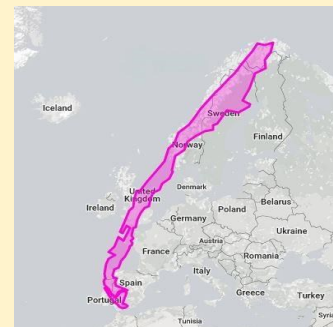 Iceland
Sweden
Finland
Norway
United
Kingdom
Denmark
Ireland
Poland
Belarus
Germany
Ukraine
Austria
France
Romania
Italy
Spain
Portugal
Greece
Turkey
Tunisia
Syria